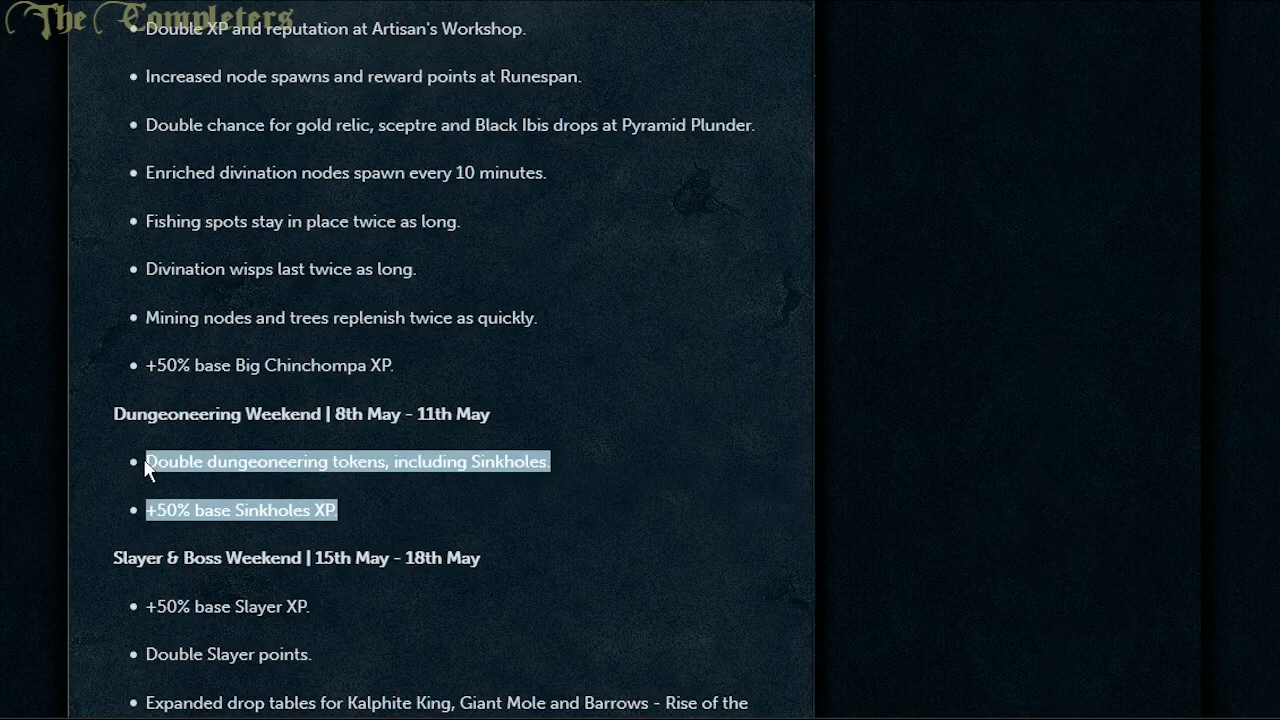 The Completers
• Double XP and reputation at Artisan's Workshop.
• Increased node spawns and reward points at Runespan.
• Double chance for gold relic, sceptre and Black Ibis drops at Pyramid Plunder.
• Enriched divination nodes spawn every 10 minutes.
• Fishing spots stay in place twice as long.
• Divination wisps last twice as long.
• Mining nodes and trees replenish twice as quickly.
• +50% base Big Chinchompa XP.
Dungeoneering Weekend | 8th May - 11th May
• Double dungeoneering tokens, including Sinkholes.
• +50% base Sinkholes XP.
Slayer & Boss Weekend | 15th May - 18th May
• +50% base Slayer XP.
• Double Slayer points.
• Expanded drop tables for Kalphite King, Giant Mole and Barrows - Rise of the